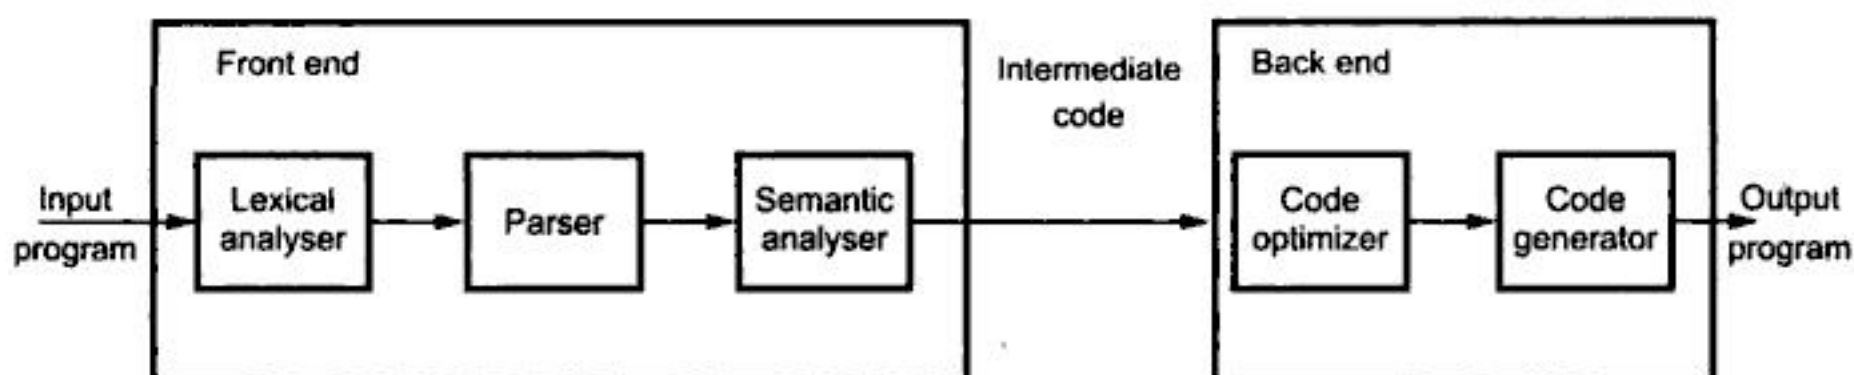 Front end
Intermediate
code
Back end
Input
program
Lexical
analyser
Parser
Semantic
analyser
Code
optimizer
Code
generator
Output
program